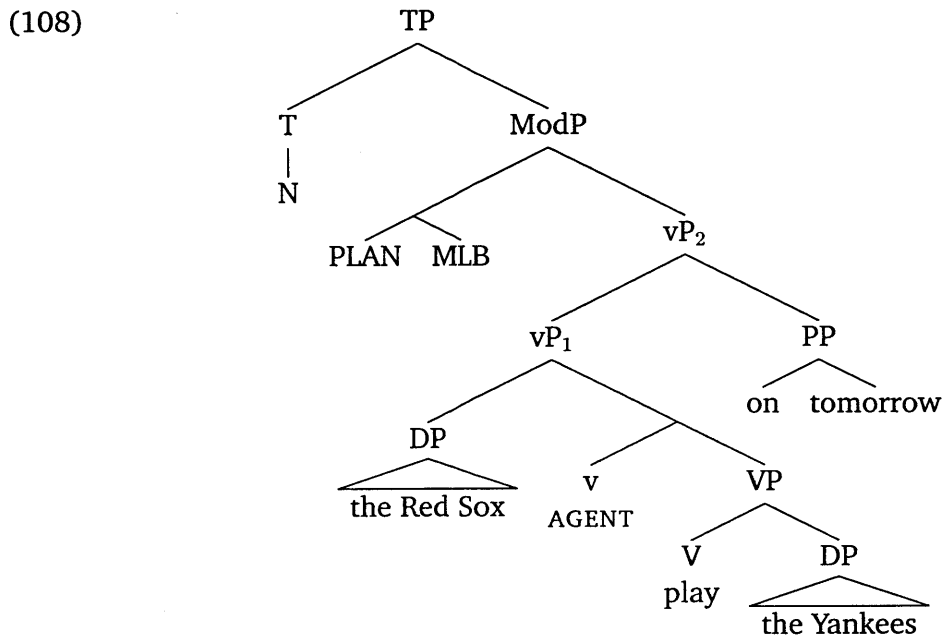 (108) TP
T ModP
N
PLAN MLB vP₂
vP₁ PP
on tomorrow
DP
the Red Sox v VP
AGENT
V DP
play
the Yankees